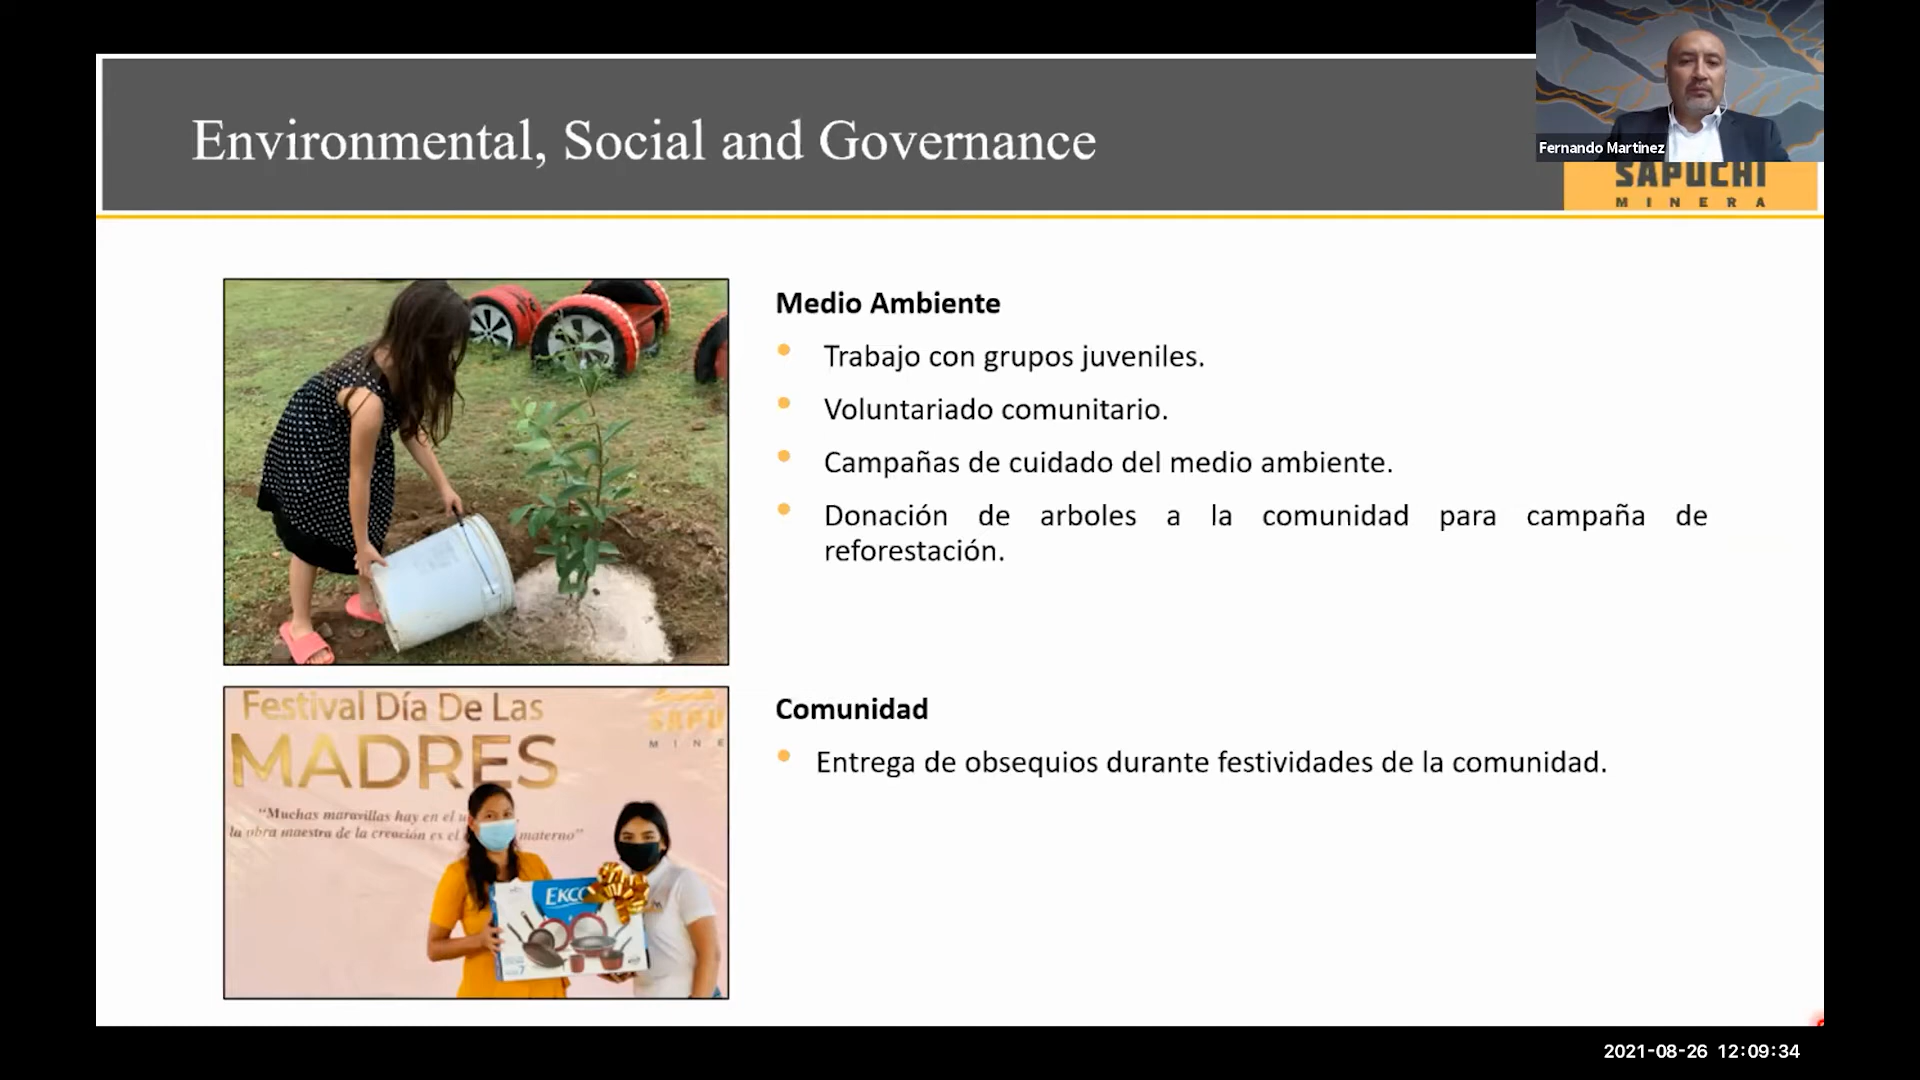 Environmental, Social and Governance
Fernando Martinez
SAPUCHI
MINERA
Medio Ambiente
Trabajo con grupos juveniles.
Voluntariado comunitario.
Campañas de cuidado del medio ambiente.
Donación de arboles a la comunidad para campaña de
reforestación.
Festival Día De Las
MADRES
SAPU
MINE
“Muchas maravillas hay en el u
la obra maestra de la creación es el materno”
EKCO
7
Comunidad
Entrega de obsequios durante festividades de la comunidad.
2021-08-26 12:09:34